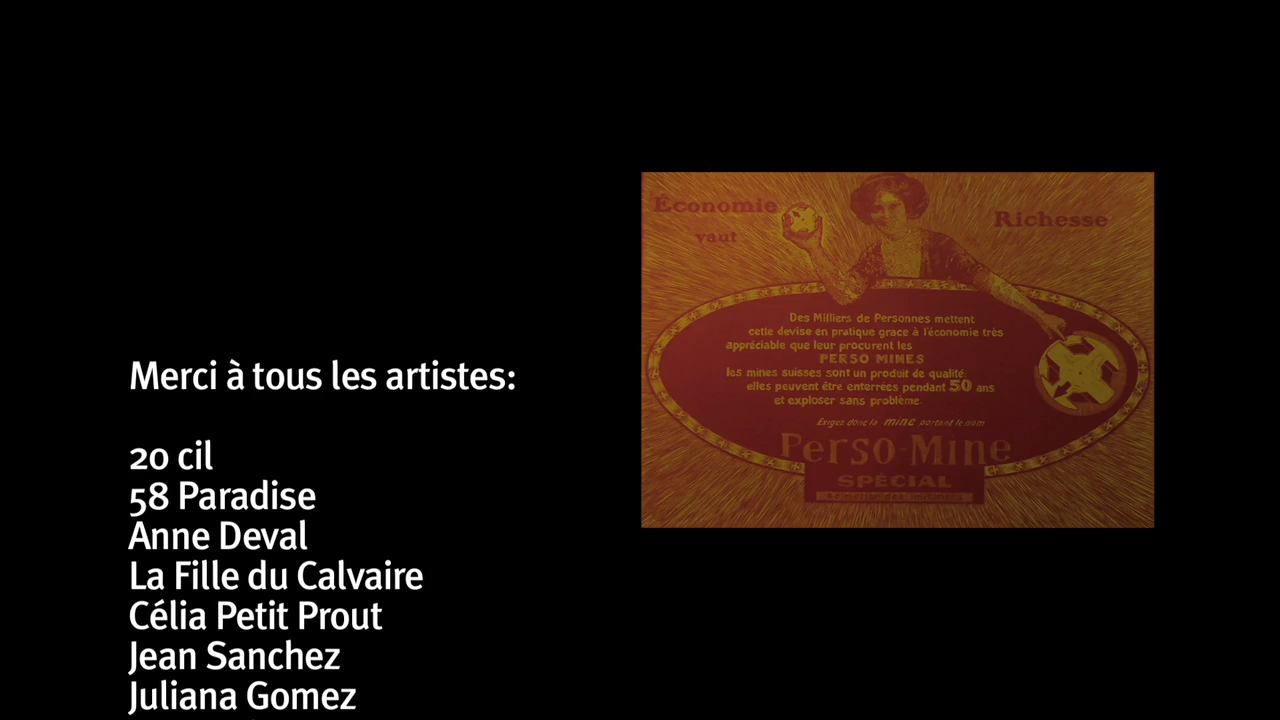 Merci à tous les artistes:
20 cil
58 Paradise
Anne Deval
La Fille du Calvaire
Célia Petit Prout
Jean Sanchez
Juliana Gomez
Économie
vaut
Richesse
Des Milliers de Personnes mettent
cette devise en pratique grace à l'économie très
appréciable que leur procurent les
PERSO MINES
les mines suisses sont un produit de qualité
elles peuvent être enterrées pendant 50 ans
et exploser sans problème.
Exigez donc la mine portant le nom
Perso-Mine
SPÉCIAL